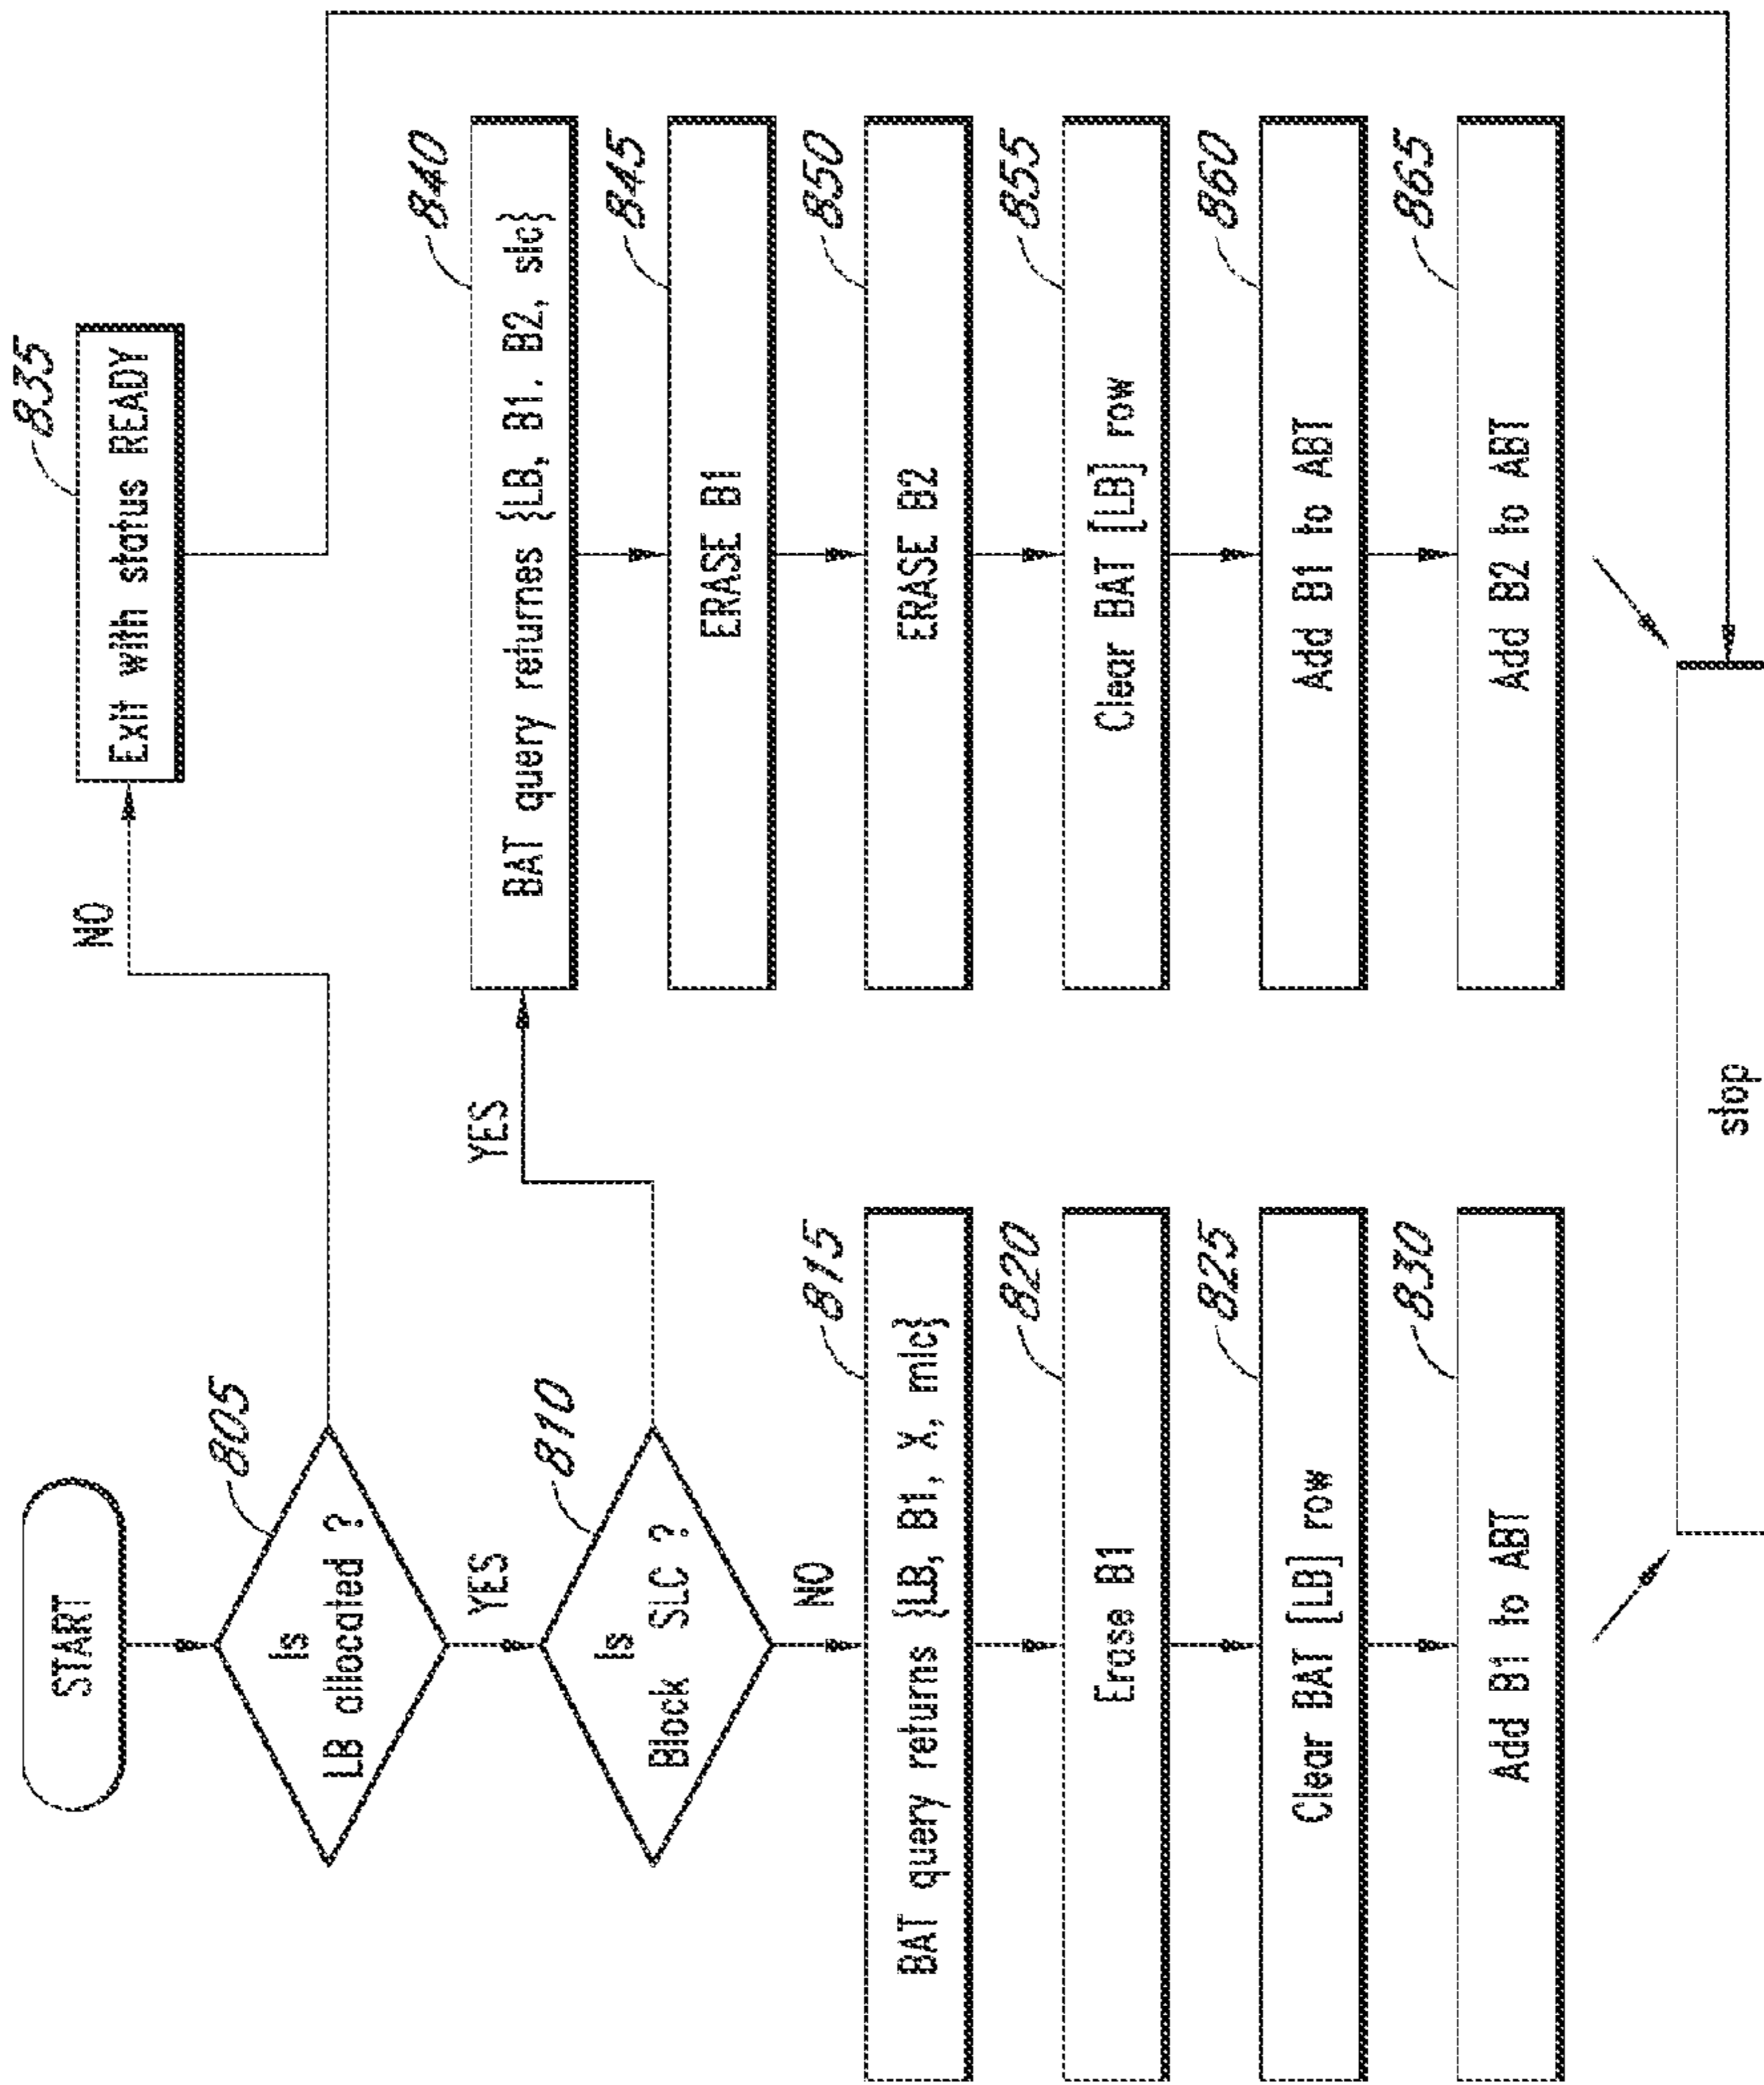 START
805
Is
LB allocated ?
NO
835
Exit with status READY
YES
810
Is
Block SLC ?
YES
840
BAT query returnes {LB, B1. B2, slc}
845
ERASE B1
850
ERASE B2
855
Clear BAT [LB] row
860
Add B1 to ABT
865
Add B2 to ABT
NO
815
BAT query returns {LB, B1, X, mlc}
820
Erase B1
825
Clear BAT [LB] row
830
Add B1 to ABT
stop